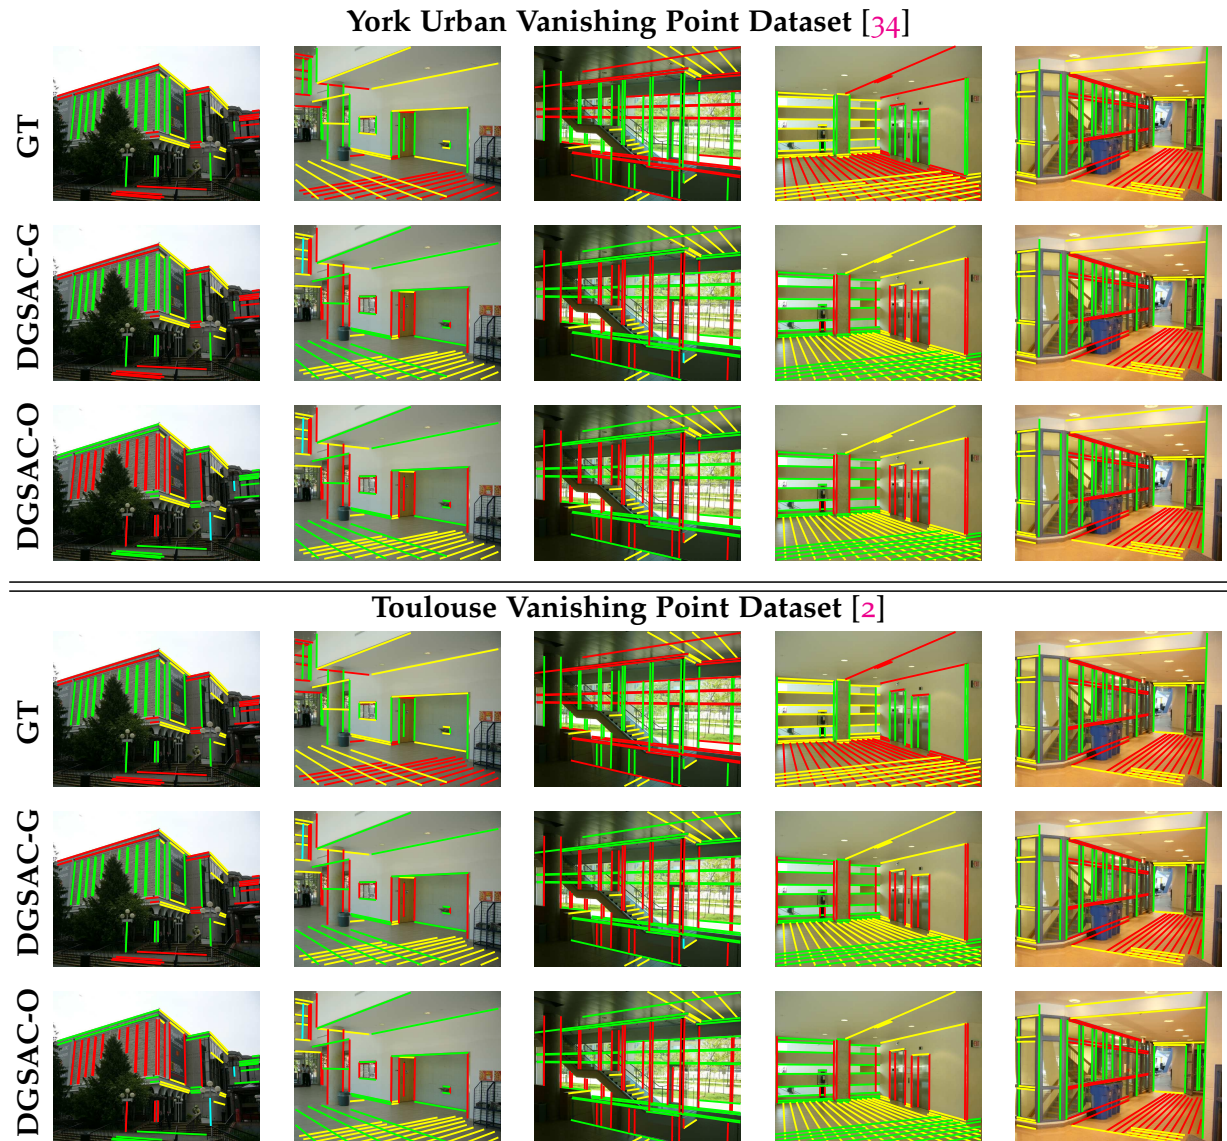 York Urban Vanishing Point Dataset [34]
GT
DGSAC-G
DGSAC-O
Toulouse Vanishing Point Dataset [2]
GT
DGSAC-G
DGSAC-O